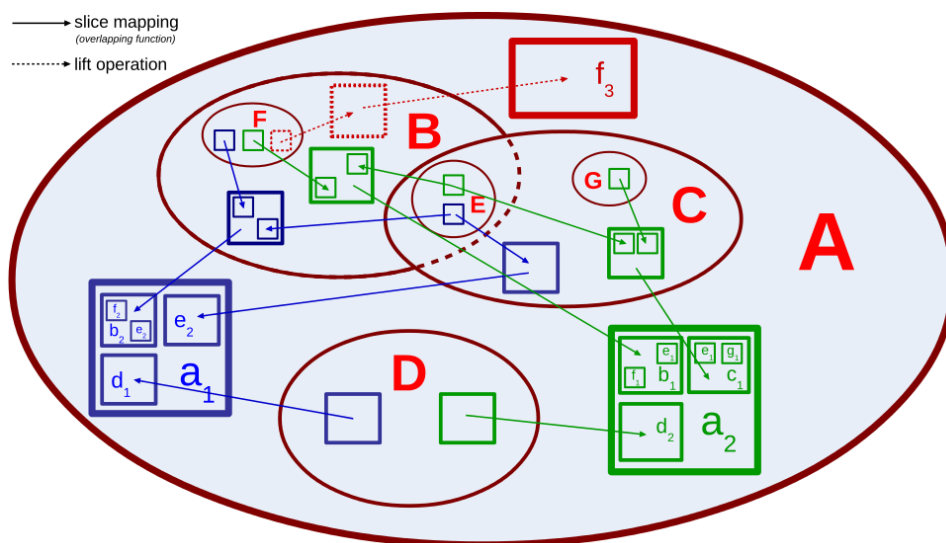 slice mapping
(overlapping function)
lift operation
f3
F
B
E
G
C
A
f2
b2
e2
e2
d1
a1
D
e1
f1
b1
e1
g1
c1
d2
a2